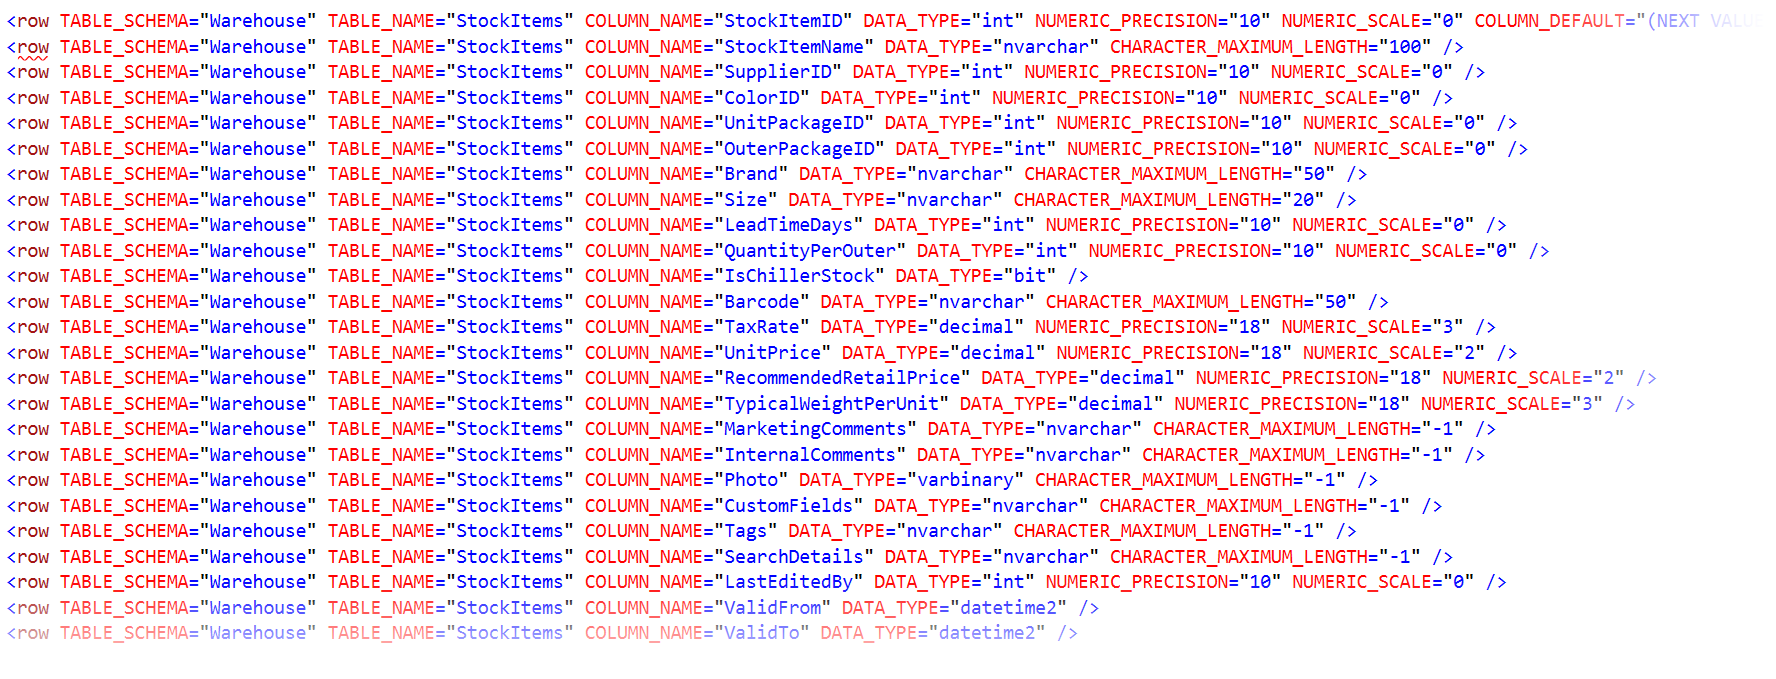 <row TABLE_SCHEMA="Warehouse" TABLE_NAME="StockItems" COLUMN_NAME="StockItemID" DATA_TYPE="int" NUMERIC_PRECISION="10" NUMERIC_SCALE="0" COLUMN_DEFAULT="(NEXT
<row TABLE_SCHEMA="Warehouse" TABLE_NAME="StockItems" COLUMN_NAME="StockItemName" DATA_TYPE="nvarchar" CHARACTER_MAXIMUM_LENGTH="100" />
<row TABLE_SCHEMA="Warehouse" TABLE_NAME="StockItems" COLUMN_NAME="SupplierID" DATA_TYPE="int" NUMERIC_PRECISION="10" NUMERIC_SCALE="0" />
<row TABLE_SCHEMA="Warehouse" TABLE_NAME="StockItems" COLUMN_NAME="ColorID" DATA_TYPE="int" NUMERIC_PRECISION="10" NUMERIC_SCALE="0" />
<row TABLE_SCHEMA="Warehouse" TABLE_NAME="StockItems" COLUMN_NAME="UnitPackageID" DATA_TYPE="int" NUMERIC_PRECISION="10" NUMERIC_SCALE="0" />
<row TABLE_SCHEMA="Warehouse" TABLE_NAME="StockItems" COLUMN_NAME="OuterPackageID" DATA_TYPE="int" NUMERIC_PRECISION="10" NUMERIC_SCALE="0" />
<row TABLE_SCHEMA="Warehouse" TABLE_NAME="StockItems" COLUMN_NAME="Brand" DATA_TYPE="nvarchar" CHARACTER_MAXIMUM_LENGTH="50" />
<row TABLE_SCHEMA="Warehouse" TABLE_NAME="StockItems" COLUMN_NAME="Size" DATA_TYPE="nvarchar" CHARACTER_MAXIMUM_LENGTH="20" />
<row TABLE_SCHEMA="Warehouse" TABLE_NAME="StockItems" COLUMN_NAME="LeadTimeDays" DATA_TYPE="int" NUMERIC_PRECISION="10" NUMERIC_SCALE="0" />
<row TABLE_SCHEMA="Warehouse" TABLE_NAME="StockItems" COLUMN_NAME="QuantityPerOuter" DATA_TYPE="int" NUMERIC_PRECISION="10" NUMERIC_SCALE="0" />
<row TABLE_SCHEMA="Warehouse" TABLE_NAME="StockItems" COLUMN_NAME="IsChillerStock" DATA_TYPE="bit" />
<row TABLE_SCHEMA="Warehouse" TABLE_NAME="StockItems" COLUMN_NAME="Barcode" DATA_TYPE="nvarchar" CHARACTER_MAXIMUM_LENGTH="50" />
<row TABLE_SCHEMA="Warehouse" TABLE_NAME="StockItems" COLUMN_NAME="TaxRate" DATA_TYPE="decimal" NUMERIC_PRECISION="18" NUMERIC_SCALE="3" />
<row TABLE_SCHEMA="Warehouse" TABLE_NAME="StockItems" COLUMN_NAME="UnitPrice" DATA_TYPE="decimal" NUMERIC_PRECISION="18" NUMERIC_SCALE="2" />
<row TABLE_SCHEMA="Warehouse" TABLE_NAME="StockItems" COLUMN_NAME="RecommendedRetailPrice" DATA_TYPE="decimal" NUMERIC_PRECISION="18" NUMERIC_SCALE="2" />
<row TABLE_SCHEMA="Warehouse" TABLE_NAME="StockItems" COLUMN_NAME="TypicalWeightPerUnit" DATA_TYPE="decimal" NUMERIC_PRECISION="18" NUMERIC_SCALE="3" />
<row TABLE_SCHEMA="Warehouse" TABLE_NAME="StockItems" COLUMN_NAME="MarketingComments" DATA_TYPE="nvarchar" CHARACTER_MAXIMUM_LENGTH="-1" />
<row TABLE_SCHEMA="Warehouse" TABLE_NAME="StockItems" COLUMN_NAME="InternalComments" DATA_TYPE="nvarchar" CHARACTER_MAXIMUM_LENGTH="-1" />
<row TABLE_SCHEMA="Warehouse" TABLE_NAME="StockItems" COLUMN_NAME="Photo" DATA_TYPE="varbinary" CHARACTER_MAXIMUM_LENGTH="-1" />
<row TABLE_SCHEMA="Warehouse" TABLE_NAME="StockItems" COLUMN_NAME="CustomFields" DATA_TYPE="nvarchar" CHARACTER_MAXIMUM_LENGTH="-1" />
<row TABLE_SCHEMA="Warehouse" TABLE_NAME="StockItems" COLUMN_NAME="Tags" DATA_TYPE="nvarchar" CHARACTER_MAXIMUM_LENGTH="-1" />
<row TABLE_SCHEMA="Warehouse" TABLE_NAME="StockItems" COLUMN_NAME="SearchDetails" DATA_TYPE="nvarchar" CHARACTER_MAXIMUM_LENGTH="-1" />
<row TABLE_SCHEMA="Warehouse" TABLE_NAME="StockItems" COLUMN_NAME="LastEditedBy" DATA_TYPE="int" NUMERIC_PRECISION="10" NUMERIC_SCALE="0" />
<row TABLE_SCHEMA="Warehouse" TABLE_NAME="StockItems" COLUMN_NAME="ValidFrom" DATA_TYPE="datetime2" />
<row TABLE_SCHEMA="Warehouse" TABLE_NAME="StockItems" COLUMN_NAME="ValidTo" DATA_TYPE="datetime2" />